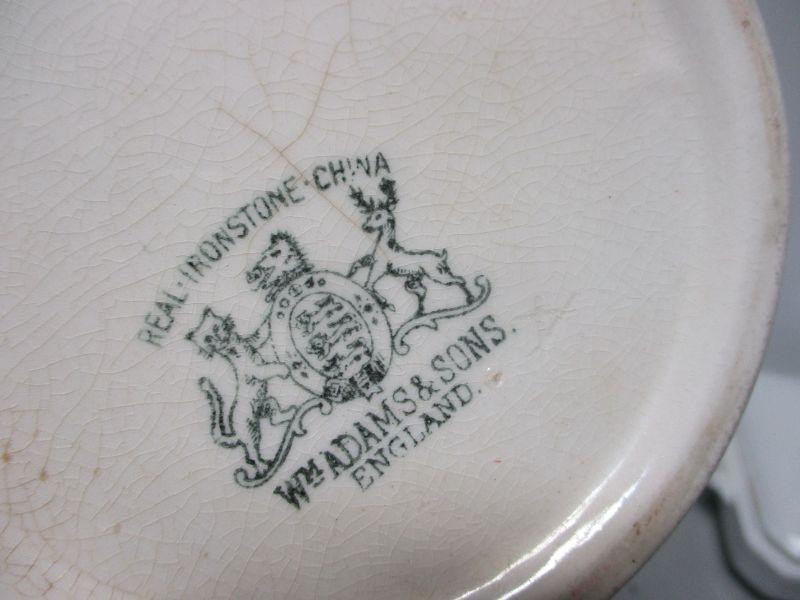 REAL · IRONSTONE · CHINA
Wᴹ ADAMS & SONS.
ENGLAND.